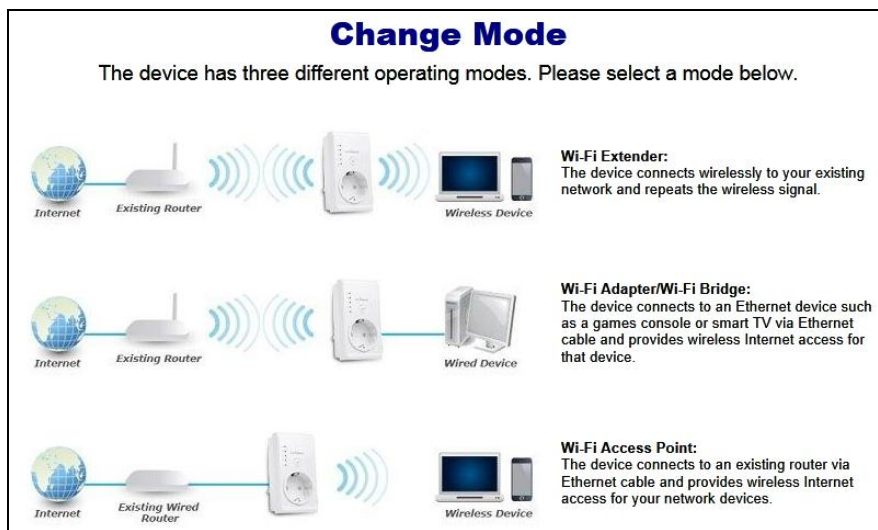 Change Mode
The device has three different operating modes. Please select a mode below.
Internet
Existing Router
Wireless Device
Wi-Fi Extender:
The device connects wirelessly to your existing
network and repeats the wireless signal.
Internet
Existing Router
Wired Device
Wi-Fi Adapter/Wi-Fi Bridge:
The device connects to an Ethernet device such
as a games console or smart TV via Ethernet
cable and provides wireless Internet access for
that device.
Internet
Existing Wired
Router
Wireless Device
Wi-Fi Access Point:
The device connects to an existing router via
Ethernet cable and provides wireless Internet
access for your network devices.